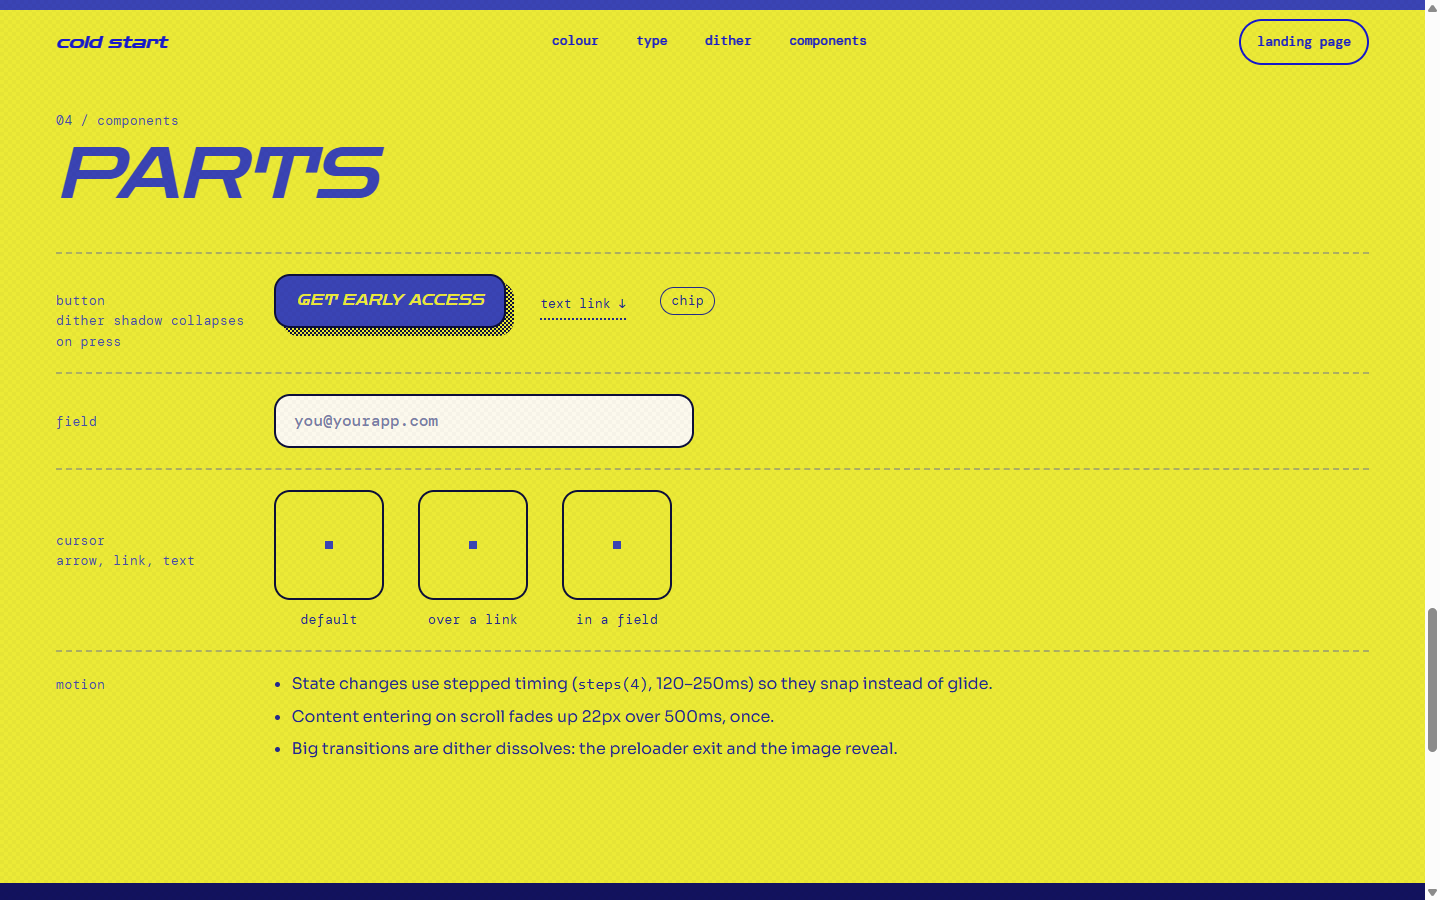 cold start
colour
type
dither
components
landing page
04 / components
PARTS
button
dither shadow collapses
on press
GET EARLY ACCESS
text link ↓
chip
field
you@yourapp.com
cursor
arrow, link, text
default
over a link
in a field
motion
• State changes use stepped timing (steps(4), 120–250ms) so they snap instead of glide.
• Content entering on scroll fades up 22px over 500ms, once.
• Big transitions are dither dissolves: the preloader exit and the image reveal.